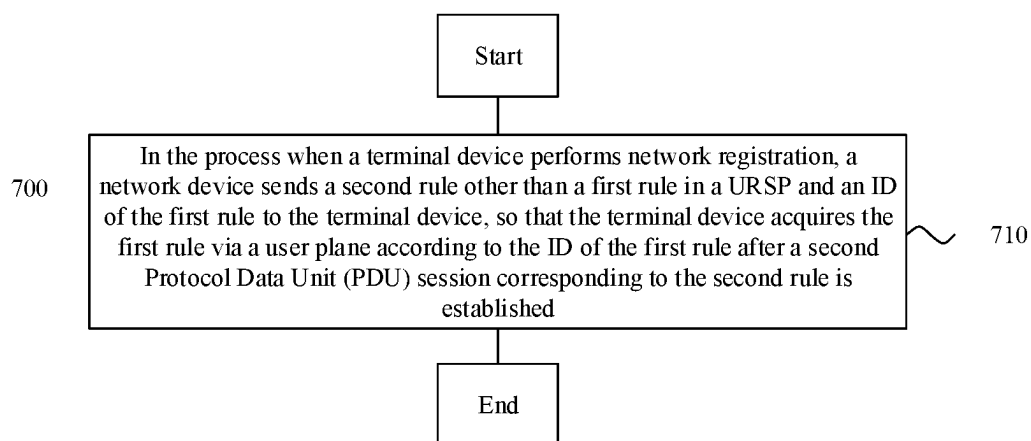 Start
In the process when a terminal device performs network registration, a
network device sends a second rule other than a first rule in a URSP and an ID
700
of the first rule to the terminal device, so that the terminal device acquires the
first rule via a user plane according to the ID of the first rule after a second
710
Protocol Data Unit (PDU) session corresponding to the second rule is
established
End